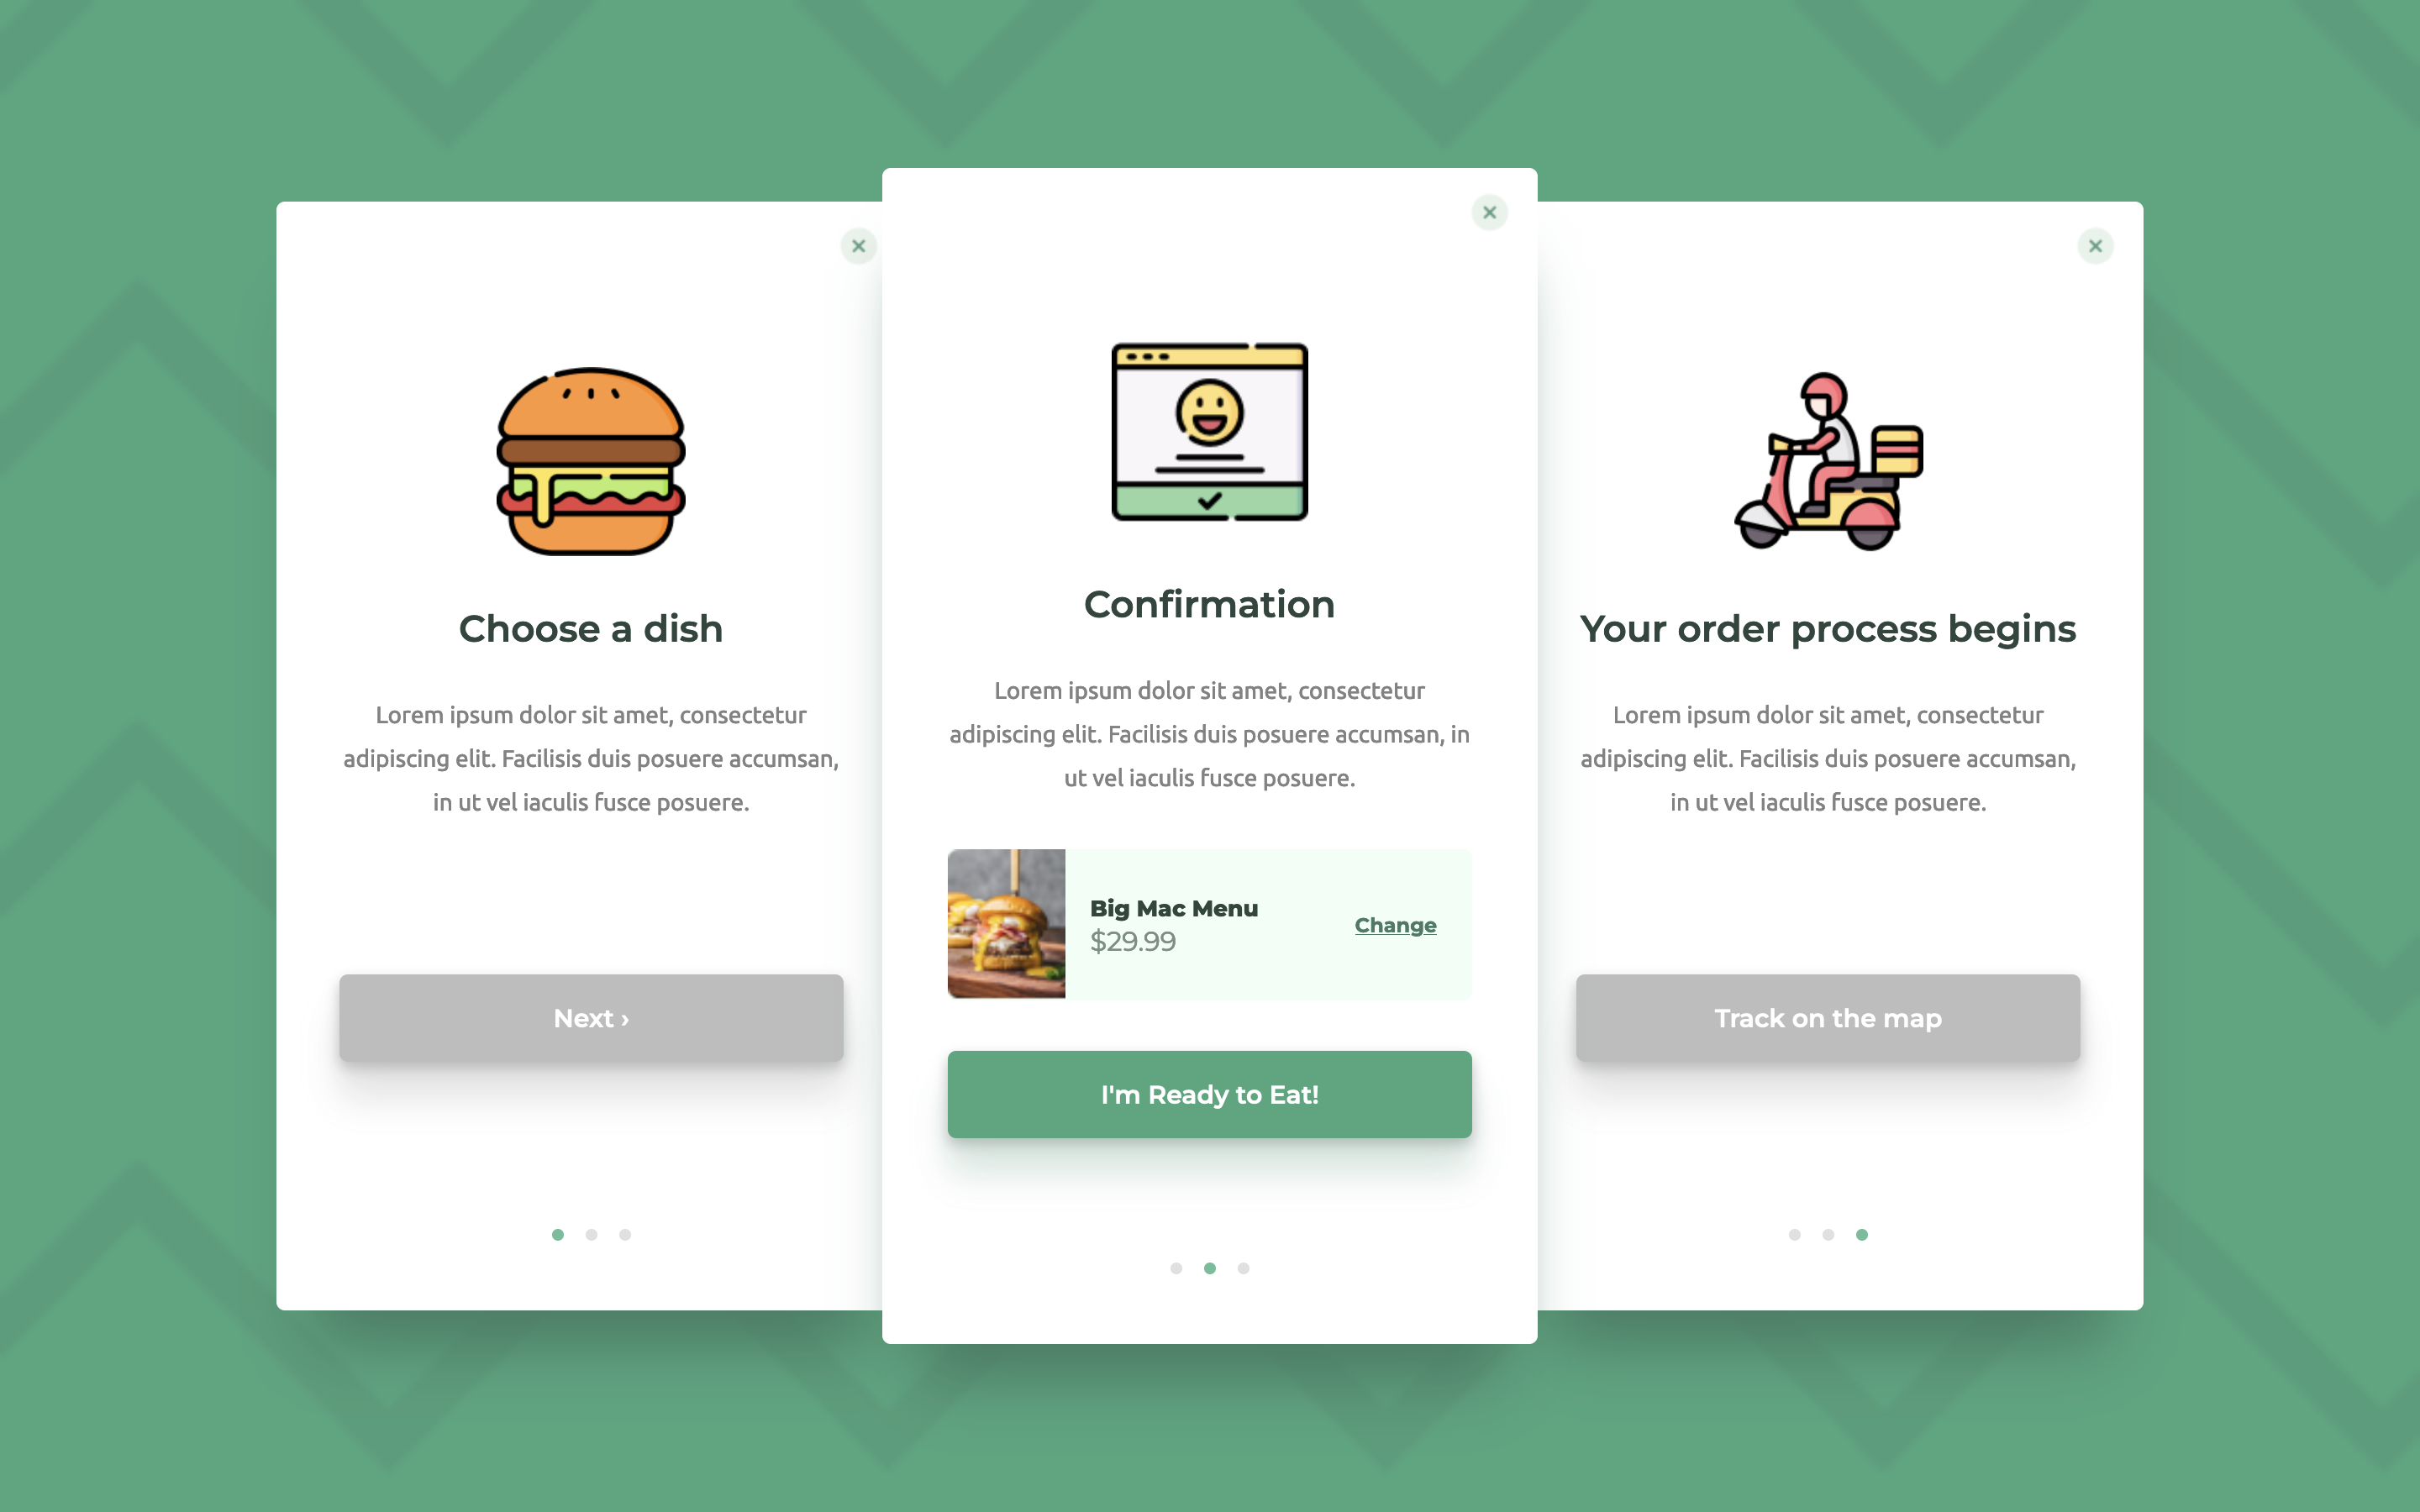 Choose a dish
Lorem ipsum dolor sit amet, consectetur
adipiscing elit. Facilisis duis posuere accumsan,
in ut vel iaculis fusce posuere.
Next ›
Confirmation
Lorem ipsum dolor sit amet, consectetur
adipiscing elit. Facilisis duis posuere accumsan, in
ut vel iaculis fusce posuere.
Big Mac Menu
$29.99
Change
I'm Ready to Eat!
Your order process begins
Lorem ipsum dolor sit amet, consectetur
adipiscing elit. Facilisis duis posuere accumsan,
in ut vel iaculis fusce posuere.
Track on the map